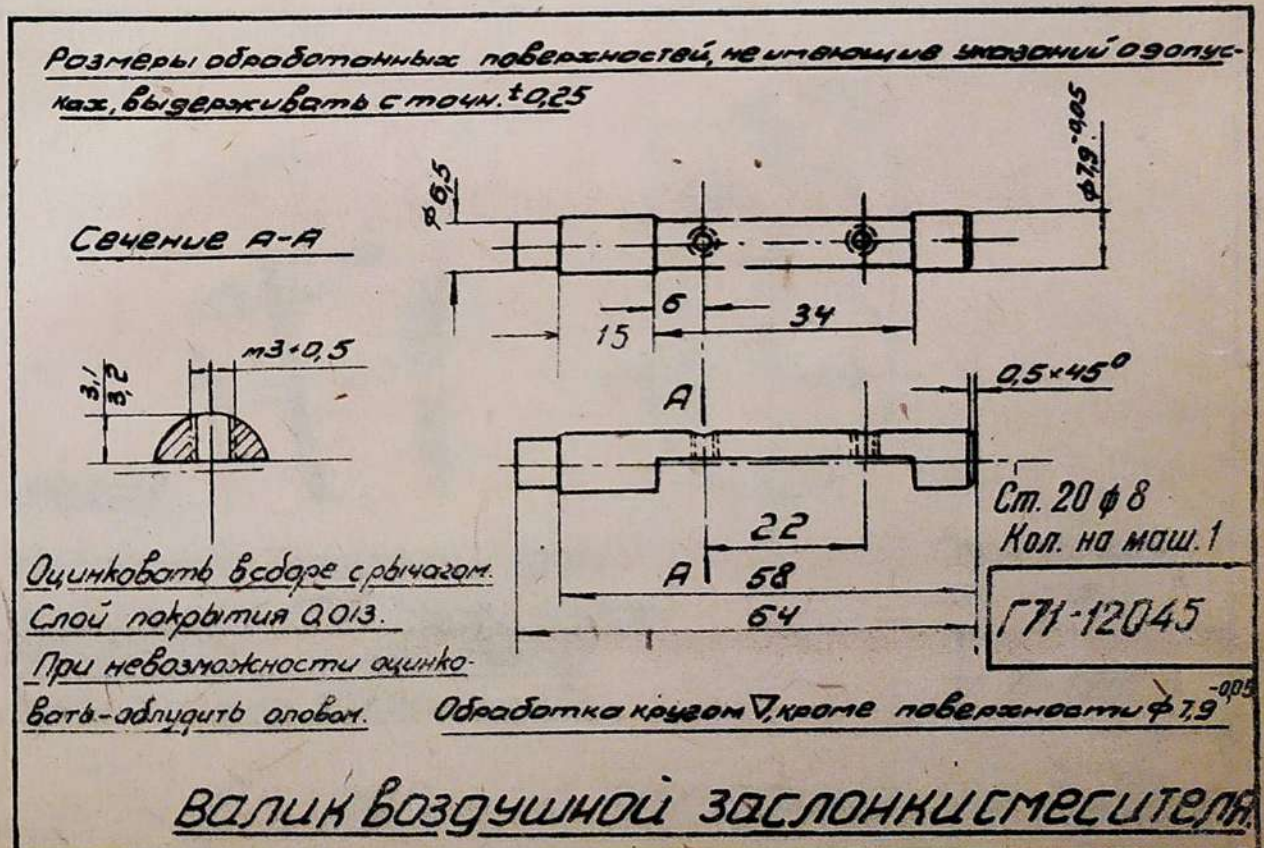 Размеры обработанных поверхностей, не имеющие указаний о допус-
ках, выдерживать с точн. ±0,25
Сечение А-А
ф 6,5
ф7,9 -0,05
6
15
34
m3×0,5
3,1
3,2
0,5×45°
А
22
А
58
64
Ст. 20 ф 8
Кол. на маш. 1
Г71-12045
Оцинковать в сборе с рычагом.
Слой покрытия 0,013.
При невозможности оцинко-
вать-облудить оловом.
Обработка кругом ▽, кроме поверхности ф 7,9 -0,05
Валик воздушной заслонки смесителя.